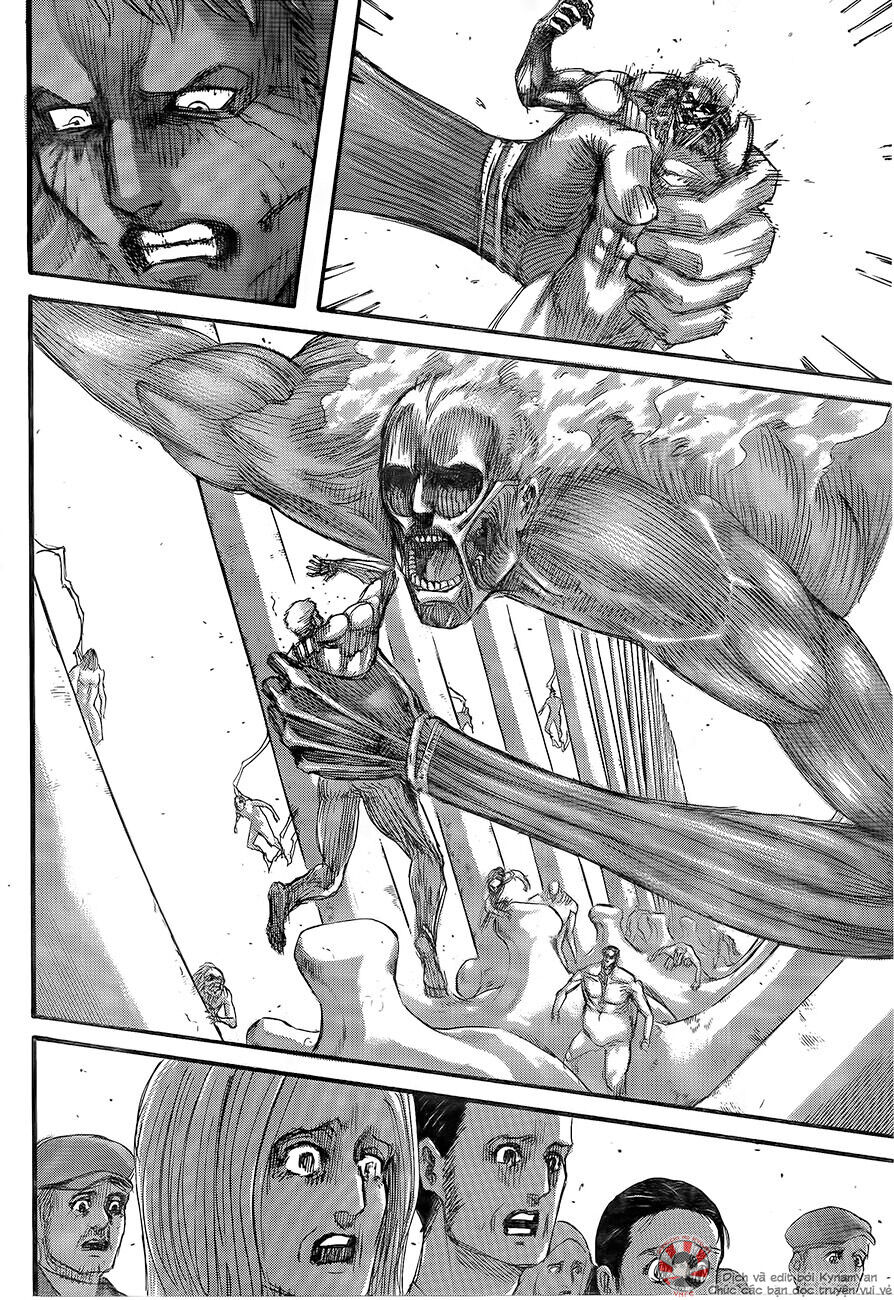 Dịch và edit bởi Kynamvan
Chúc các bạn đọc truyện vui vẻ